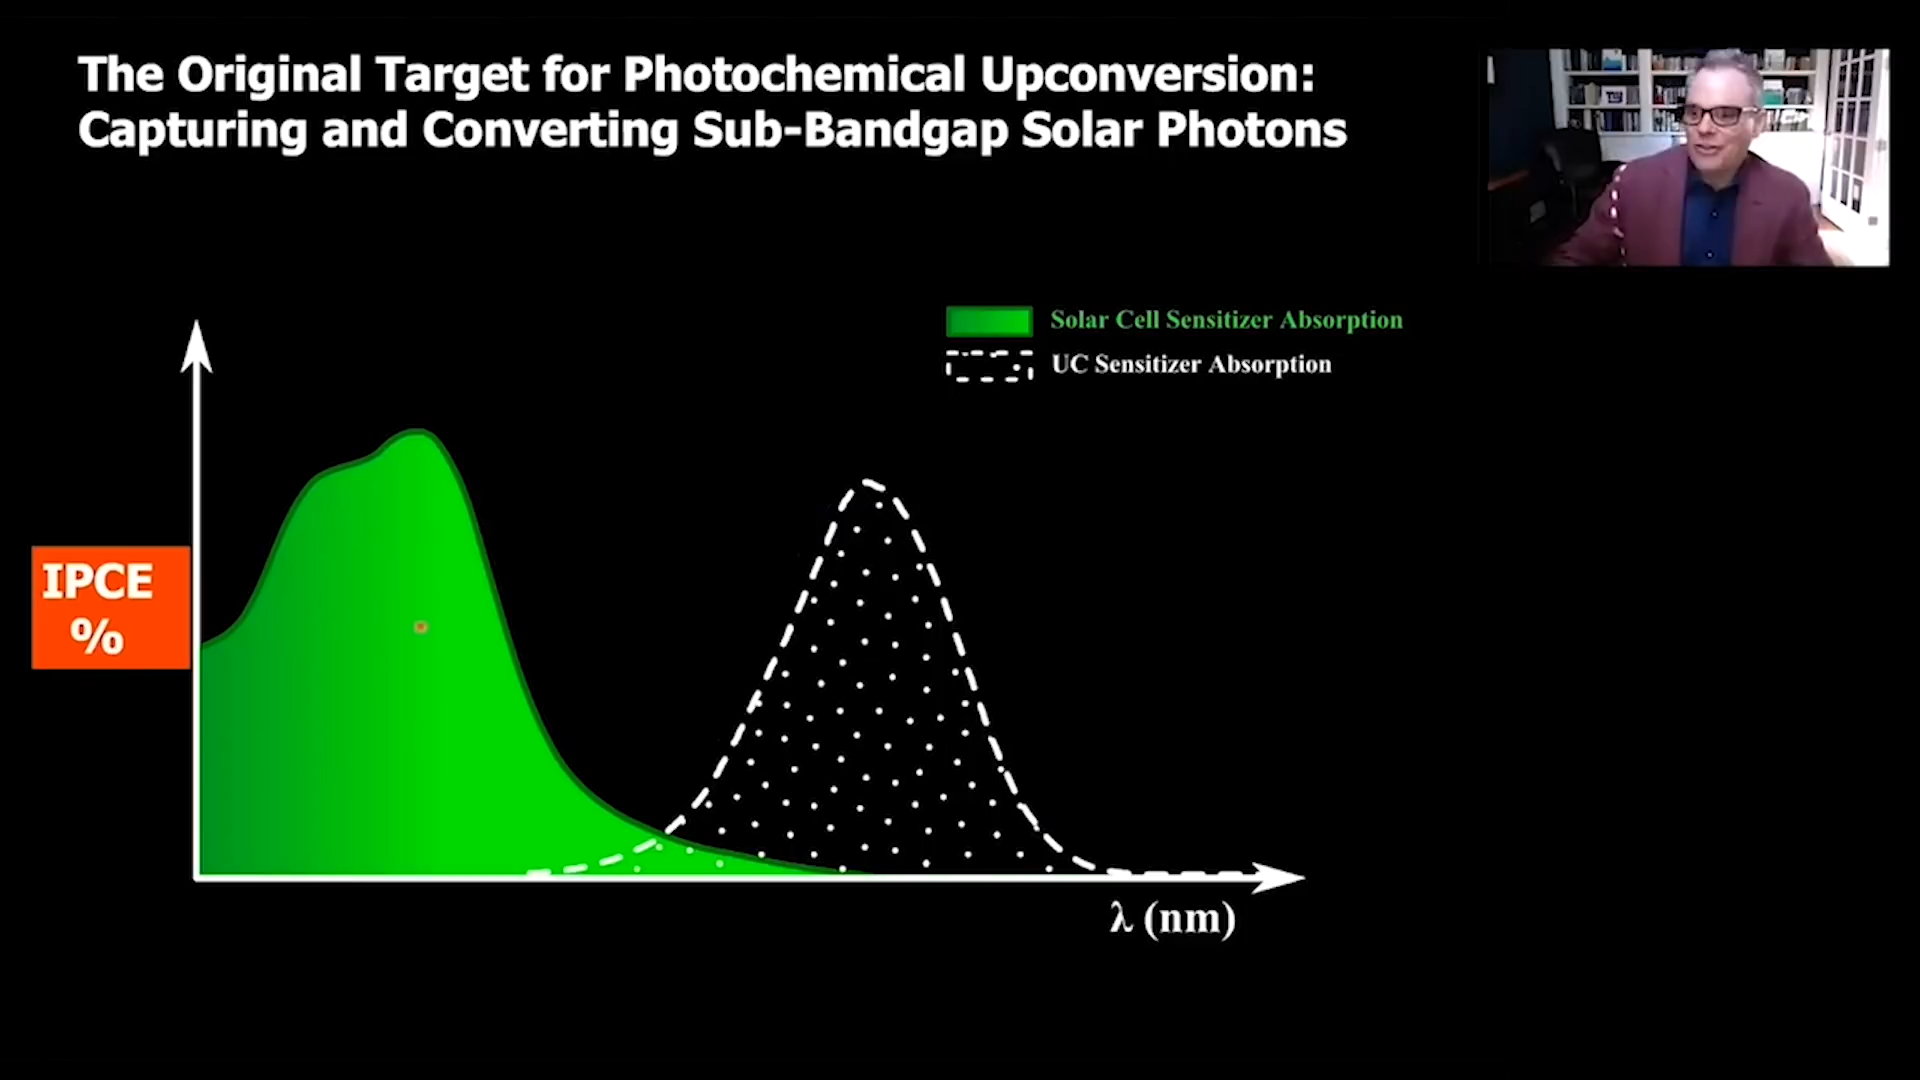 The Original Target for Photochemical Upconversion:
Capturing and Converting Sub-Bandgap Solar Photons
Solar Cell Sensitizer Absorption
UC Sensitizer Absorption
IPCE
%
λ (nm)